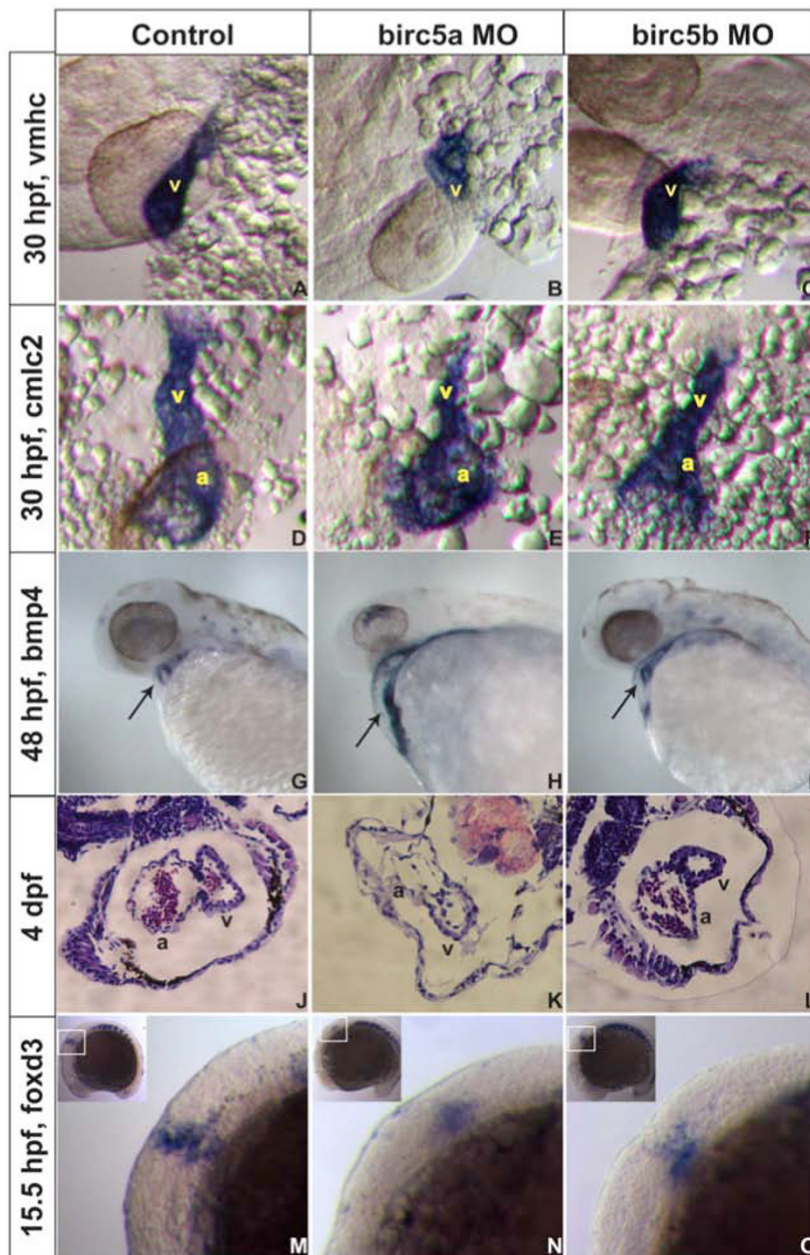 Control
birc5a MO
birc5b MO
30 hpf, vmhc
v
A
v
B
v
C
30 hpf, cmlc2
v
a
D
v
a
E
v
a
F
48 hpf, bmp4
G
H
I
4 dpf
a
v
J
a
v
K
v
a
L
15.5 hpf, foxd3
M
N
O